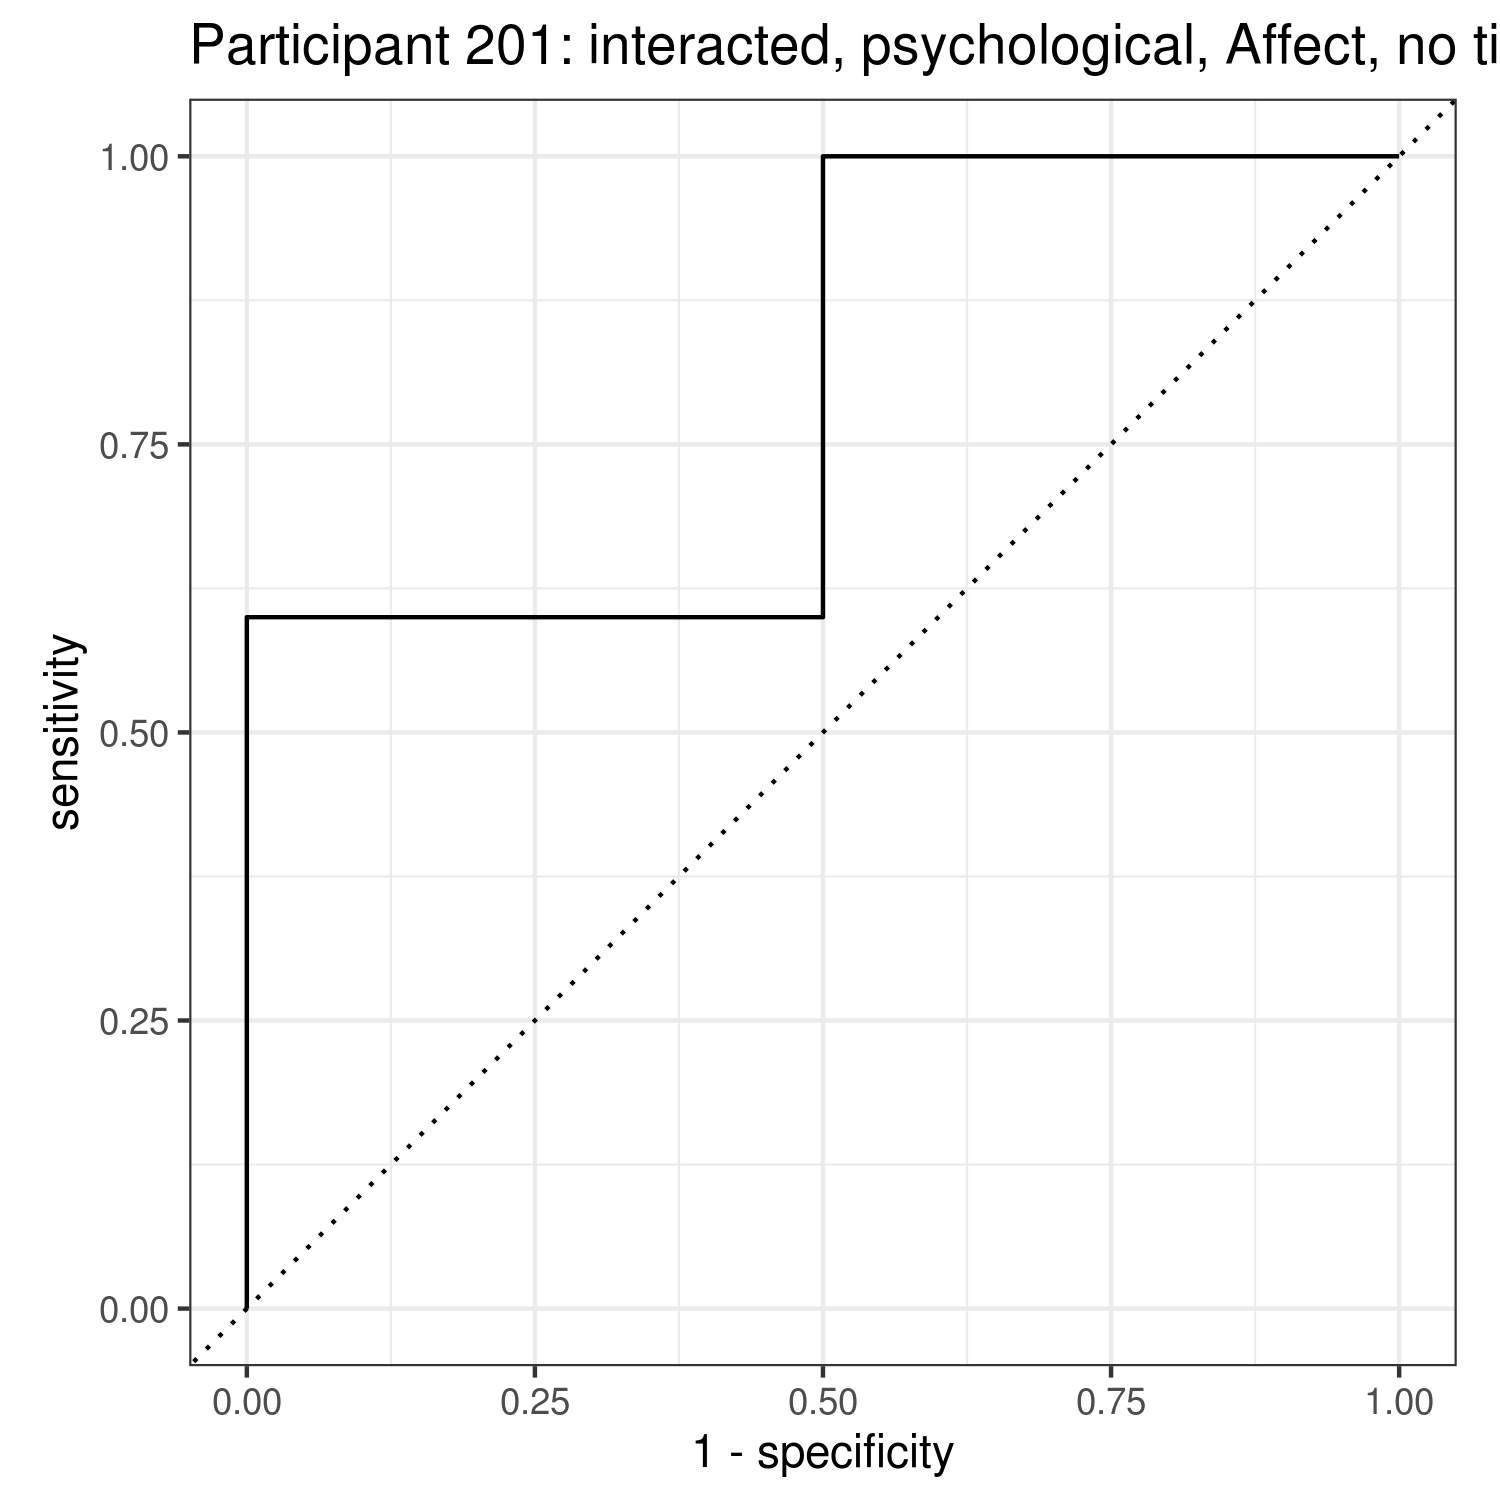 Participant 201: interacted, psychological, Affect, no ti
1.00
0.75
0.50
0.25
0.00
sensitivity
0.00 0.25 0.50 0.75 1.00
1 - specificity